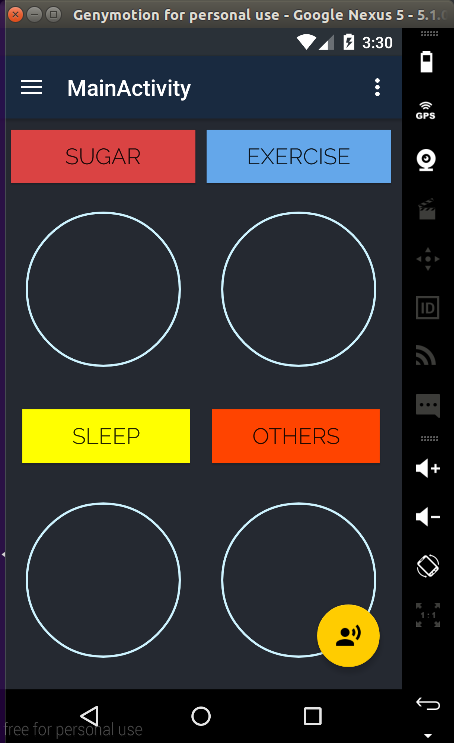 Genymotion for personal use - Google Nexus 5 - 5.1.0
3:30
MainActivity
GPS
SUGAR
EXERCISE
ID
SLEEP
OTHERS
1:1
free for personal use